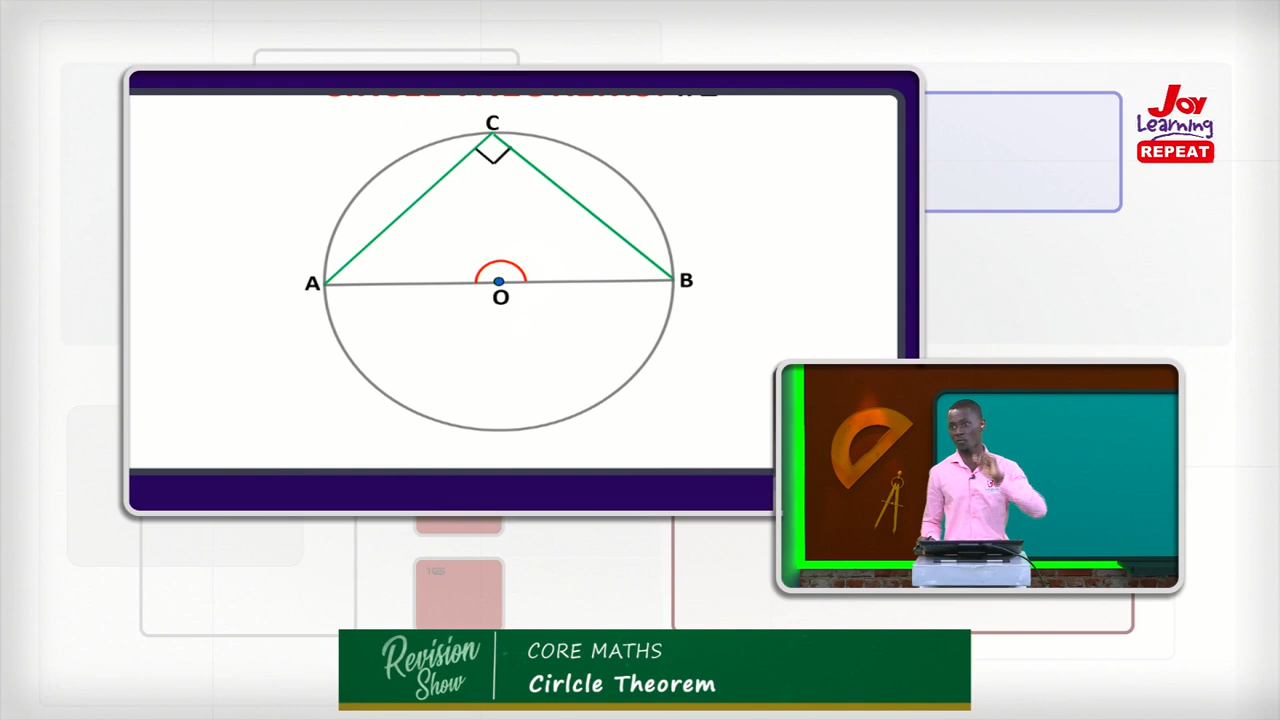 C
A
O
B
Joy
Learning
REPEAT
Revision
Show
CORE MATHS
Cirlcle Theorem